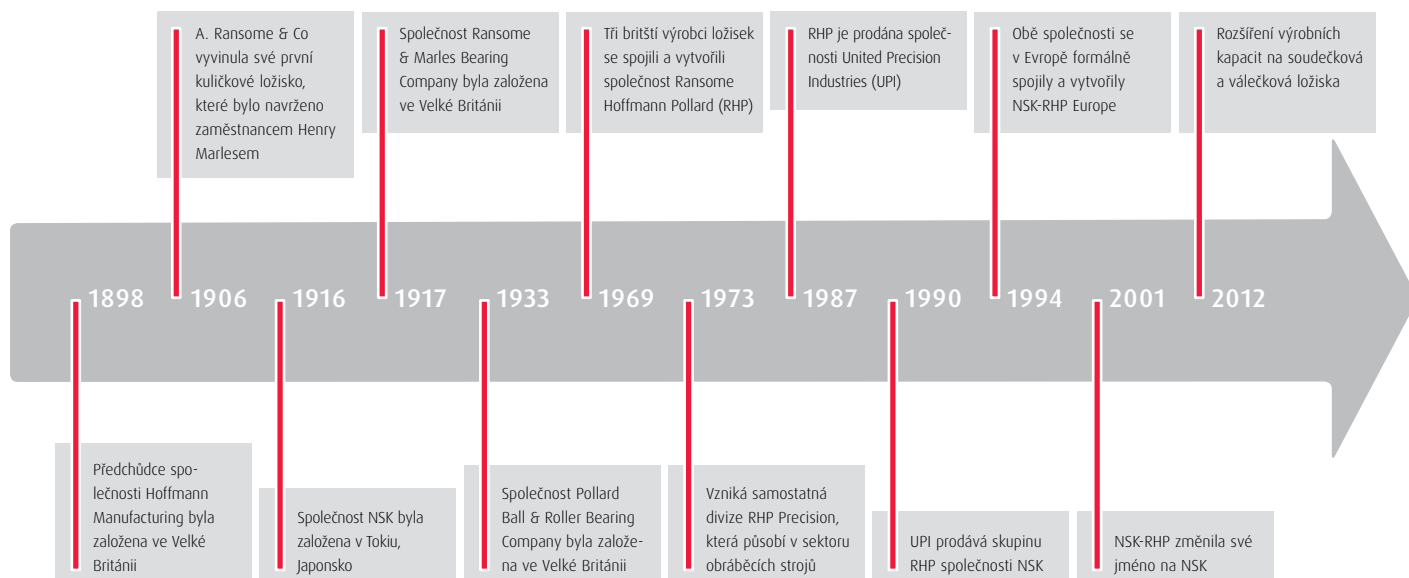 A. Ransome & Co
vyvinula své první
kuličkové ložisko,
které bylo navrženo
zaměstnancem Henry
Marlesem
Společnost Ransome
& Marles Bearing
Company byla založena
ve Velké Británii
Tři britští výrobci ložisek
se spojili a vytvořili
společnost Ransome
Hoffmann Pollard (RHP)
RHP je prodána společ-
nosti United Precision
Industries (UPI)
Obě společnosti se
v Evropě formálně
spojily a vytvořily
NSK-RHP Europe
Rozšíření výrobních
kapacit na soudečková
a válečková ložiska
1898 1906 1916 1917 1933 1969 1973 1987 1990 1994 2001 2012
Předchůdce spo-
lečnosti Hoffmann
Manufacturing byla
založena ve Velké
Británii
Společnost NSK byla
založena v Tokiu,
Japonsko
Společnost Pollard
Ball & Roller Bearing
Company byla založe-
na ve Velké Británii
Vzniká samostatná
divize RHP Precision,
která působí v sektoru
obráběcích strojů
UPI prodává skupinu
RHP společnosti NSK
NSK-RHP změnila své
jméno na NSK